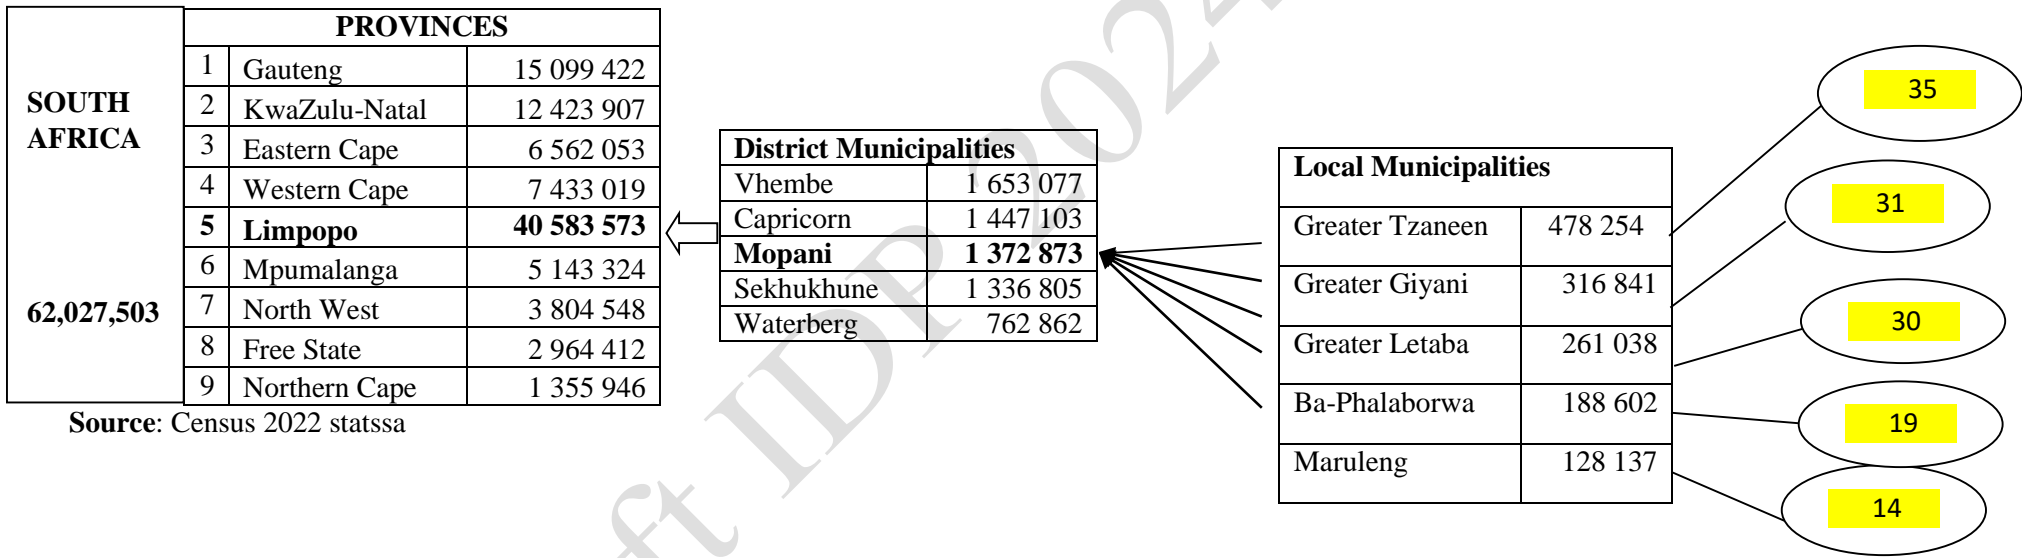 PROVINCES
SOUTH AFRICA
62,027,503
1 Gauteng 15 099 422
2 KwaZulu-Natal 12 423 907
3 Eastern Cape 6 562 053
4 Western Cape 7 433 019
5 Limpopo 40 583 573
6 Mpumalanga 5 143 324
7 North West 3 804 548
8 Free State 2 964 412
9 Northern Cape 1 355 946
Source: Census 2022 statssa
District Municipalities
Vhembe 1 653 077
Capricorn 1 447 103
Mopani 1 372 873
Sekhukhune 1 336 805
Waterberg 762 862
Local Municipalities
Greater Tzaneen 478 254
Greater Giyani 316 841
Greater Letaba 261 038
Ba-Phalaborwa 188 602
Maruleng 128 137
35
31
30
19
14
ft IDP 2024